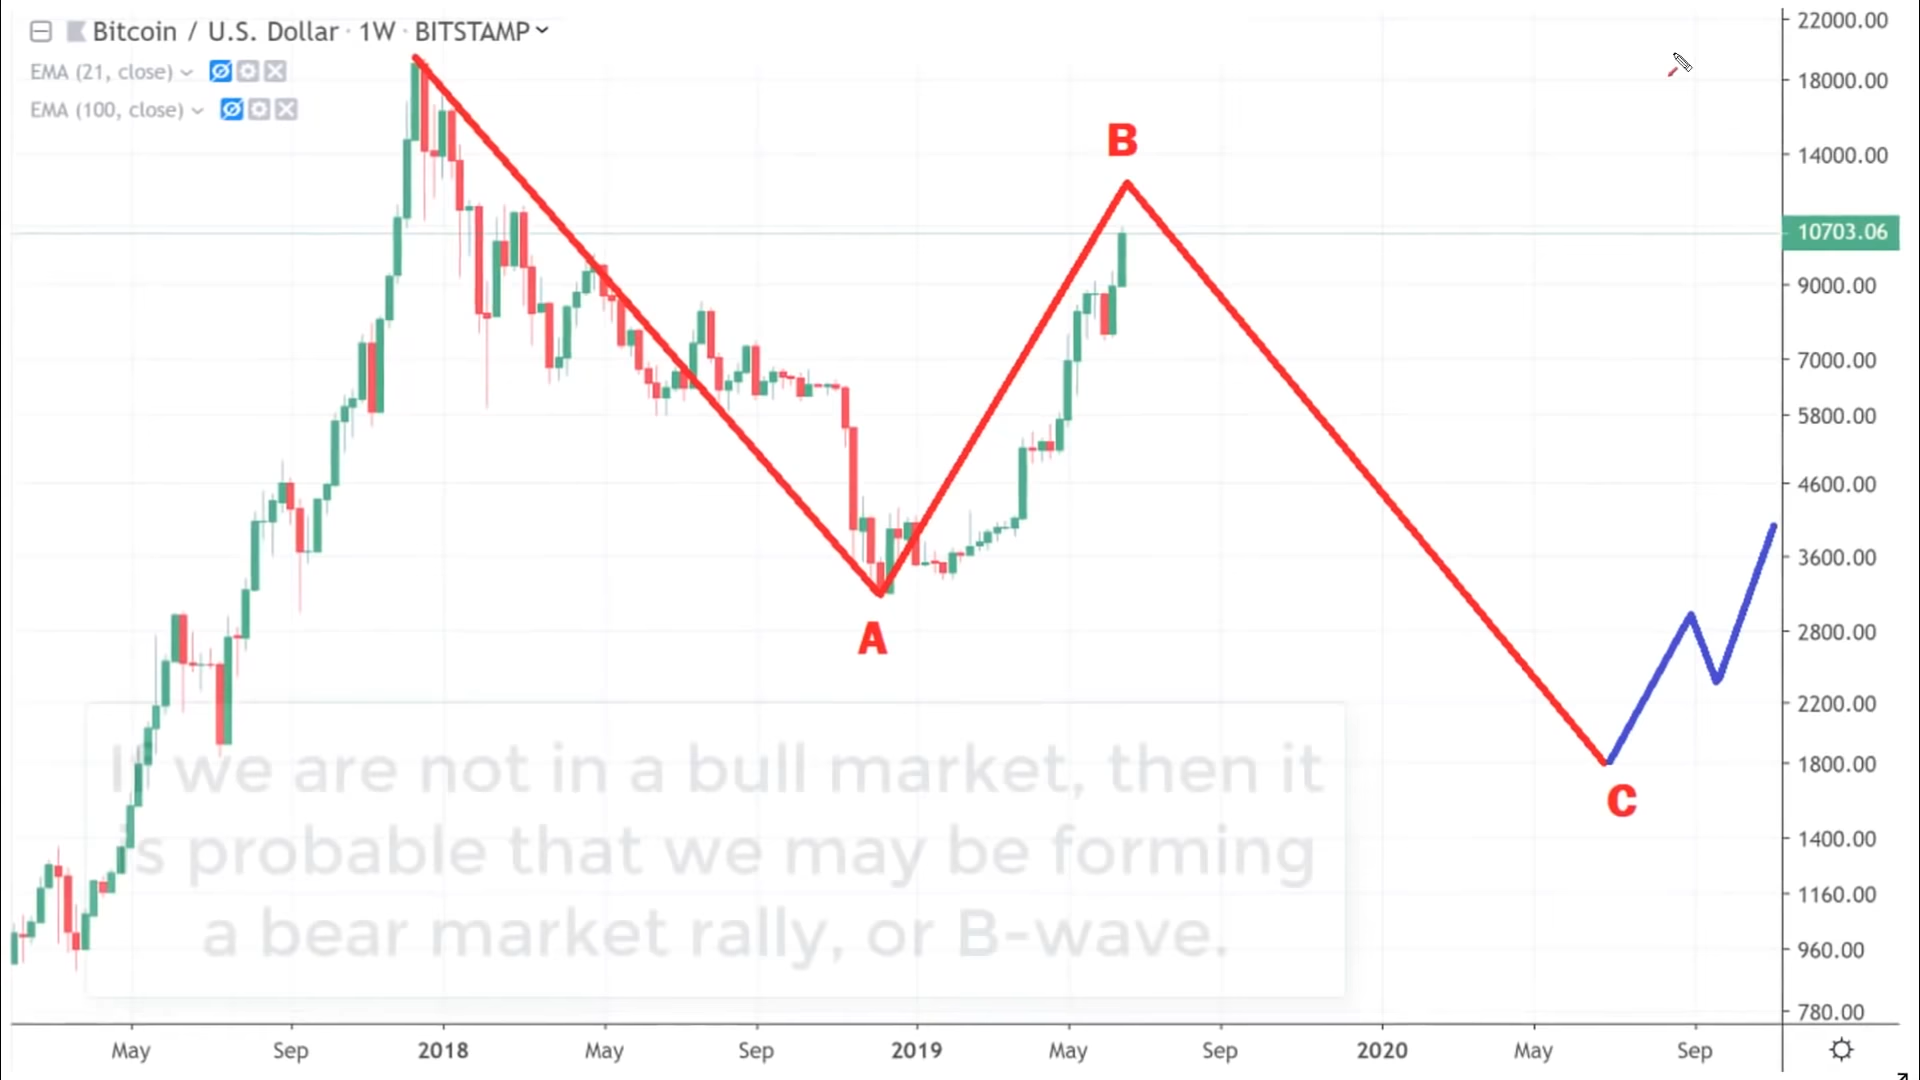 Bitcoin / U.S. Dollar · 1W · BITSTAMP
EMA (21, close)
EMA (100, close)
22000.00
18000.00
14000.00
10703.06
9000.00
7000.00
5800.00
4600.00
3600.00
2800.00
2200.00
1800.00
1400.00
1160.00
960.00
780.00
B
A
C
If we are not in a bull market, then it
is probable that we may be forming
a bear market rally, or B-wave.
May Sep 2018 May Sep 2019 May Sep 2020 May Sep